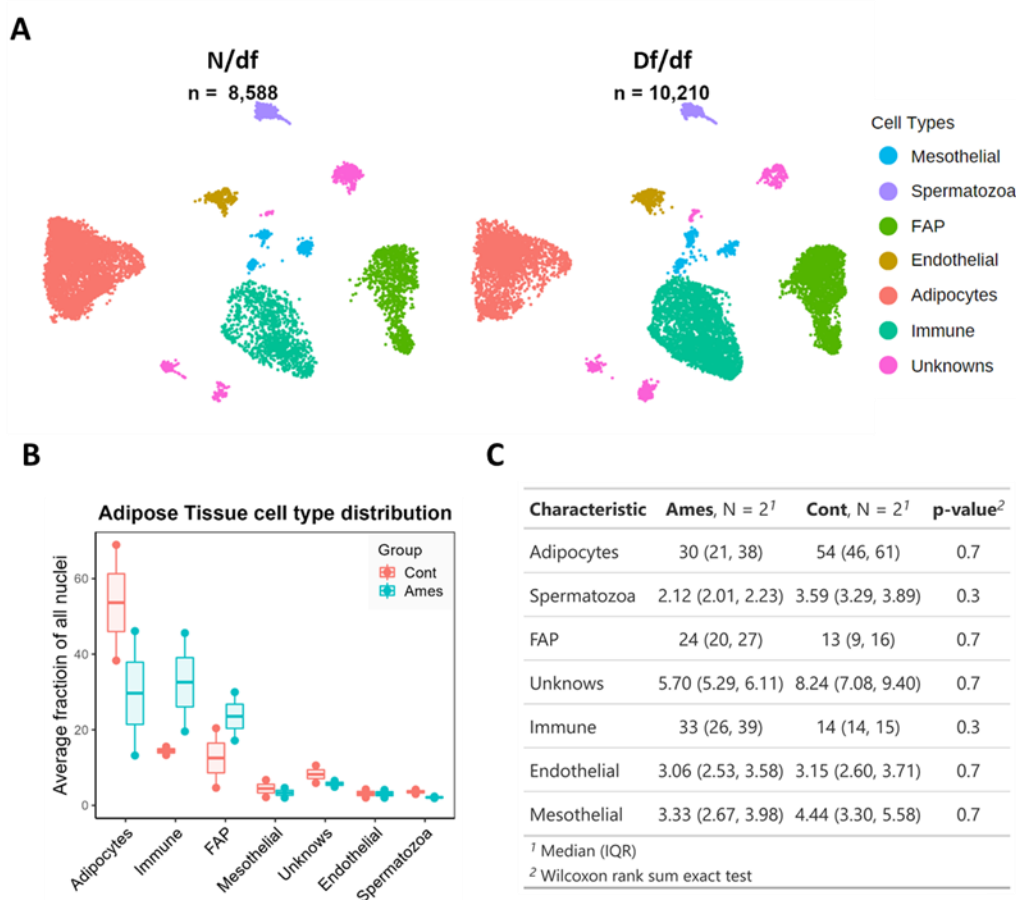 A
N/df
n = 8,588
Df/df
n = 10,210
Cell Types
Mesothelial
Spermatozoa
FAP
Endothelial
Adipocytes
Immune
Unknowns
B
Adipose Tissue cell type distribution
Average fractioin of all nuclei
60
40
20
0
Group
Cont
Ames
Adipocytes
Immune
FAP
Mesothelial
Unknows
Endothelial
Spermatozoa
C
Characteristic Ames, N = 2¹ Cont, N = 2¹ p-value²
Adipocytes 30 (21, 38) 54 (46, 61) 0.7
Spermatozoa 2.12 (2.01, 2.23) 3.59 (3.29, 3.89) 0.3
FAP 24 (20, 27) 13 (9, 16) 0.7
Unknows 5.70 (5.29, 6.11) 8.24 (7.08, 9.40) 0.7
Immune 33 (26, 39) 14 (14, 15) 0.3
Endothelial 3.06 (2.53, 3.58) 3.15 (2.60, 3.71) 0.7
Mesothelial 3.33 (2.67, 3.98) 4.44 (3.30, 5.58) 0.7
¹ Median (IQR)
² Wilcoxon rank sum exact test